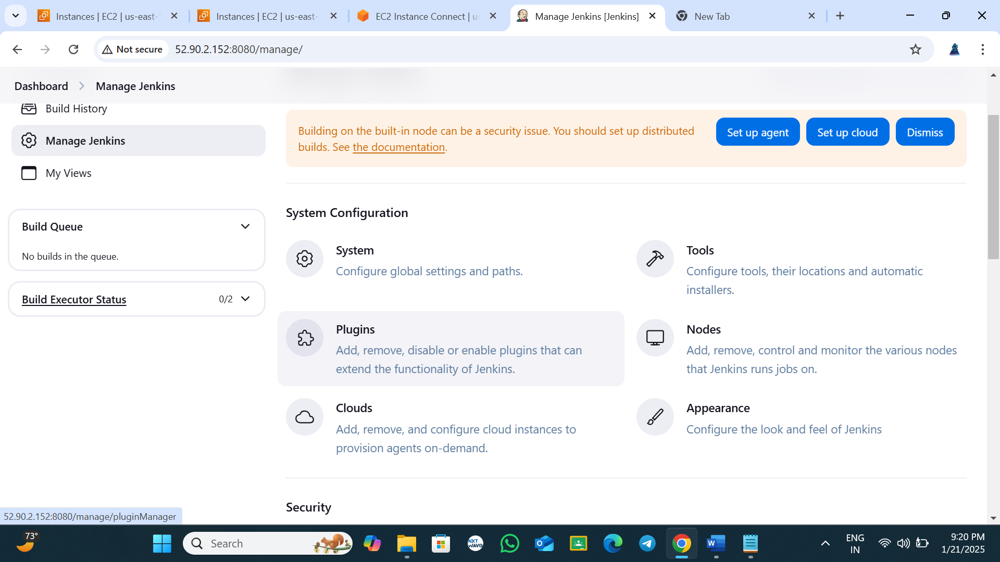 Instances | EC2 | us-east-1
Instances | EC2 | us-east-
EC2 Instance Connect | us
Manage Jenkins [Jenkins]
New Tab
Not secure
52.90.2.152:8080/manage/
Dashboard
Manage Jenkins
Build History
Manage Jenkins
My Views
Build Queue
No builds in the queue.
Build Executor Status
0/2
Building on the built-in node can be a security issue. You should set up distributed
builds. See the documentation.
Set up agent
Set up cloud
Dismiss
System Configuration
System
Configure global settings and paths.
Tools
Configure tools, their locations and automatic
installers.
Plugins
Add, remove, disable or enable plugins that can
extend the functionality of Jenkins.
Nodes
Add, remove, control and monitor the various nodes
that Jenkins runs jobs on.
Clouds
Add, remove, and configure cloud instances to
provision agents on-demand.
Appearance
Configure the look and feel of Jenkins
Security
52.90.2.152:8080/manage/pluginManager
73°
Search
NXT
WAVE
W
ENG
IN
9:20 PM
1/21/2025